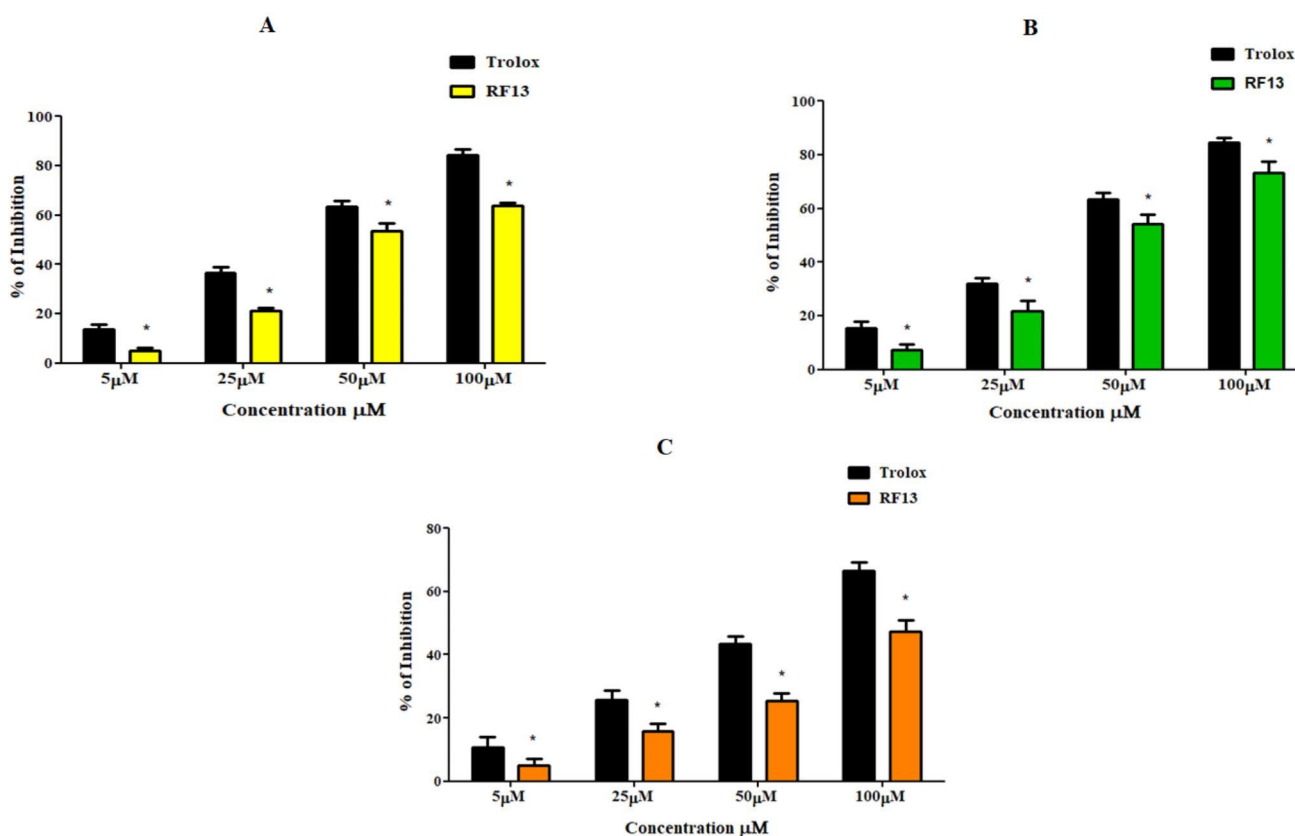 A
Trolox
RF13
100
80
60
40
20
0
% of Inhibition
*
*
*
*
5μM 25μM 50μM 100μM
Concentration μM
B
Trolox
RF13
100
80
60
40
20
0
% of Inhibition
*
*
*
*
5μM 25μM 50μM 100μM
Concentration μM
C
Trolox
RF13
80
60
40
20
0
% of Inhibition
*
*
*
*
5μM 25μM 50μM 100μM
Concentration μM